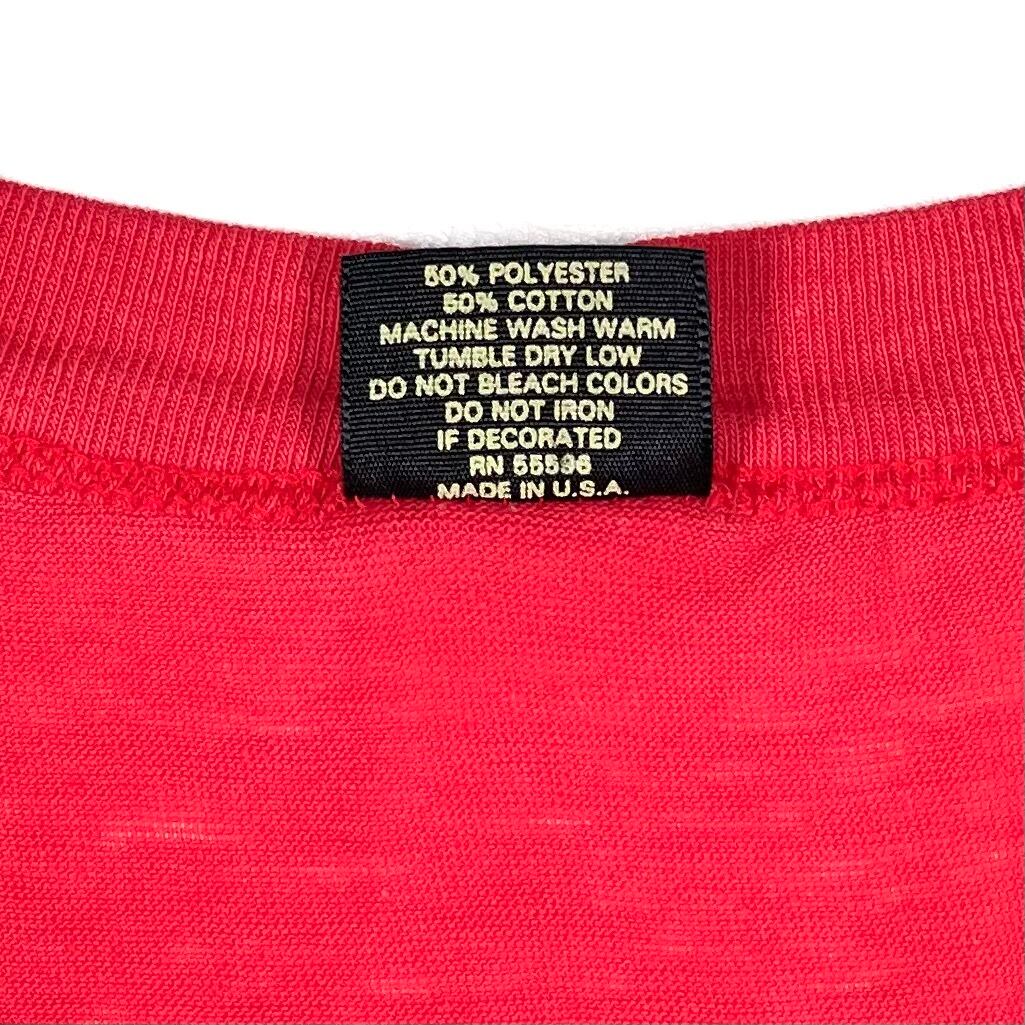 50% POLYESTER
50% COTTON
MACHINE WASH WARM
TUMBLE DRY LOW
DO NOT BLEACH COLORS
DO NOT IRON
IF DECORATED
RN 55596
MADE IN U.S.A.